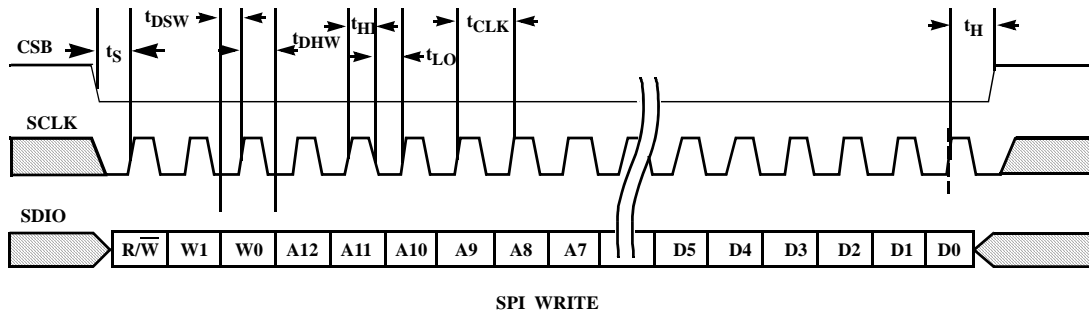 tDSW
tHI
tCLK
tH
CSB
tS
tDHW
tLO
SCLK
SDIO
R/W̅ W1 W0 A12 A11 A10 A9 A8 A7 D5 D4 D3 D2 D1 D0
SPI WRITE